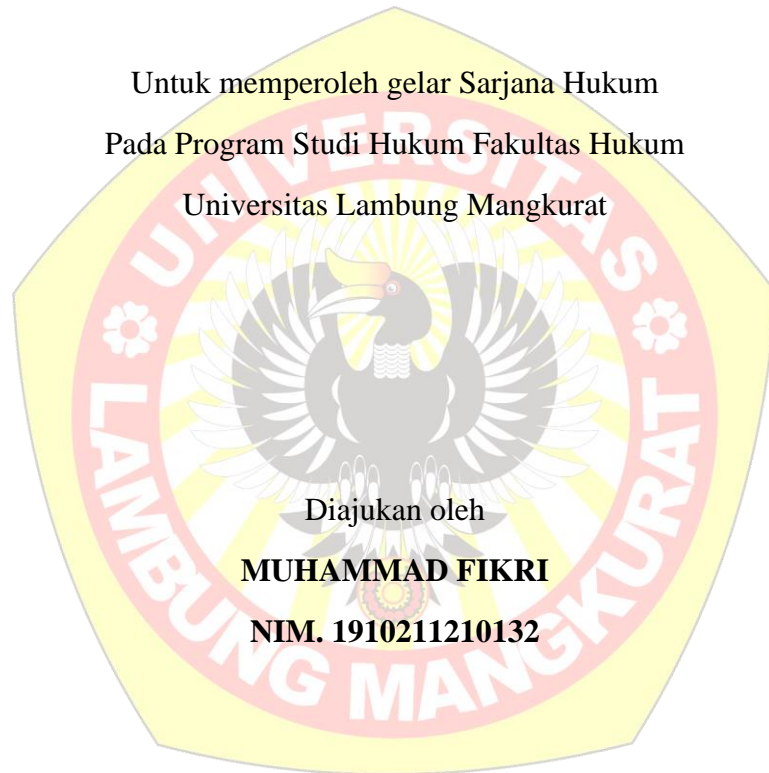 Untuk memperoleh gelar Sarjana Hukum
Pada Program Studi Hukum Fakultas Hukum
Universitas Lambung Mangkurat
UNIVERSITAS
LAMBUNG MANGKURAT
Diajukan oleh
MUHAMMAD FIKRI
NIM. 1910211210132